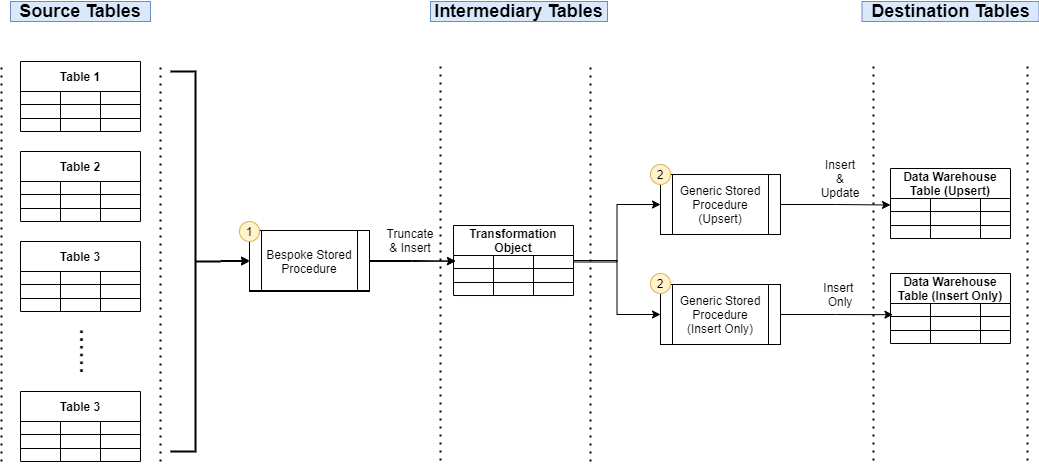 Source Tables
Intermediary Tables
Destination Tables
Table 1
Table 2
Table 3
Table 3
1
Bespoke Stored
Procedure
Truncate
& Insert
Transformation
Object
2
Generic Stored
Procedure
(Upsert)
Insert
&
Update
Data Warehouse
Table (Upsert)
2
Generic Stored
Procedure
(Insert Only)
Insert
Only
Data Warehouse
Table (Insert Only)